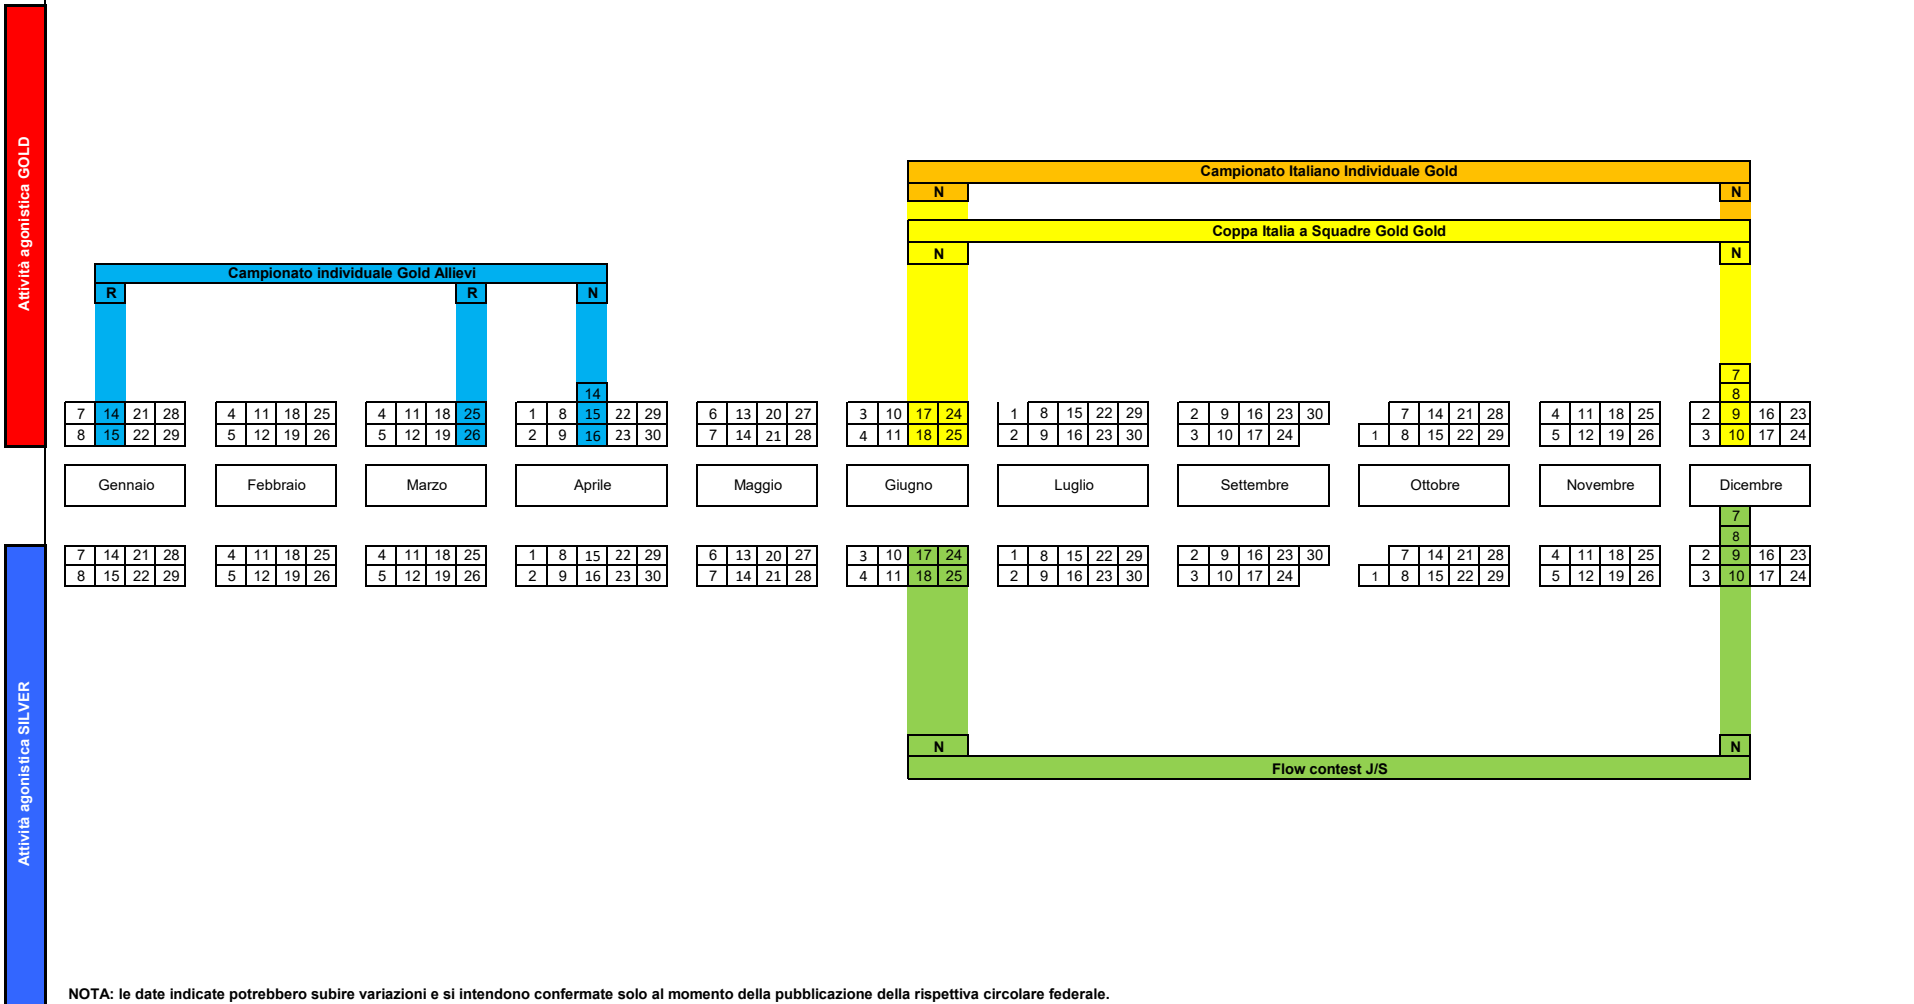 Attività agonistica GOLD
Campionato Italiano Individuale Gold
N N
Coppa Italia a Squadre Gold Gold
N N
Campionato individuale Gold Allievi
R R N
7
14 8
7 14 21 28 4 11 18 25 4 11 18 25 1 8 15 22 29 6 13 20 27 3 10 17 24 1 8 15 22 29 2 9 16 23 30 7 14 21 28 4 11 18 25 2 9 16 23
8 15 22 29 5 12 19 26 5 12 19 26 2 9 16 23 30 7 14 21 28 4 11 18 25 2 9 16 23 30 3 10 17 24 1 8 15 22 29 5 12 19 26 3 10 17 24
Gennaio Febbraio Marzo Aprile Maggio Giugno Luglio Settembre Ottobre Novembre Dicembre
Attività agonistica SILVER
7
8
7 14 21 28 4 11 18 25 4 11 18 25 1 8 15 22 29 6 13 20 27 3 10 17 24 1 8 15 22 29 2 9 16 23 30 7 14 21 28 4 11 18 25 2 9 16 23
8 15 22 29 5 12 19 26 5 12 19 26 2 9 16 23 30 7 14 21 28 4 11 18 25 2 9 16 23 30 3 10 17 24 1 8 15 22 29 5 12 19 26 3 10 17 24
N N
Flow contest J/S
NOTA: le date indicate potrebbero subire variazioni e si intendono confermate solo al momento della pubblicazione della rispettiva circolare federale.